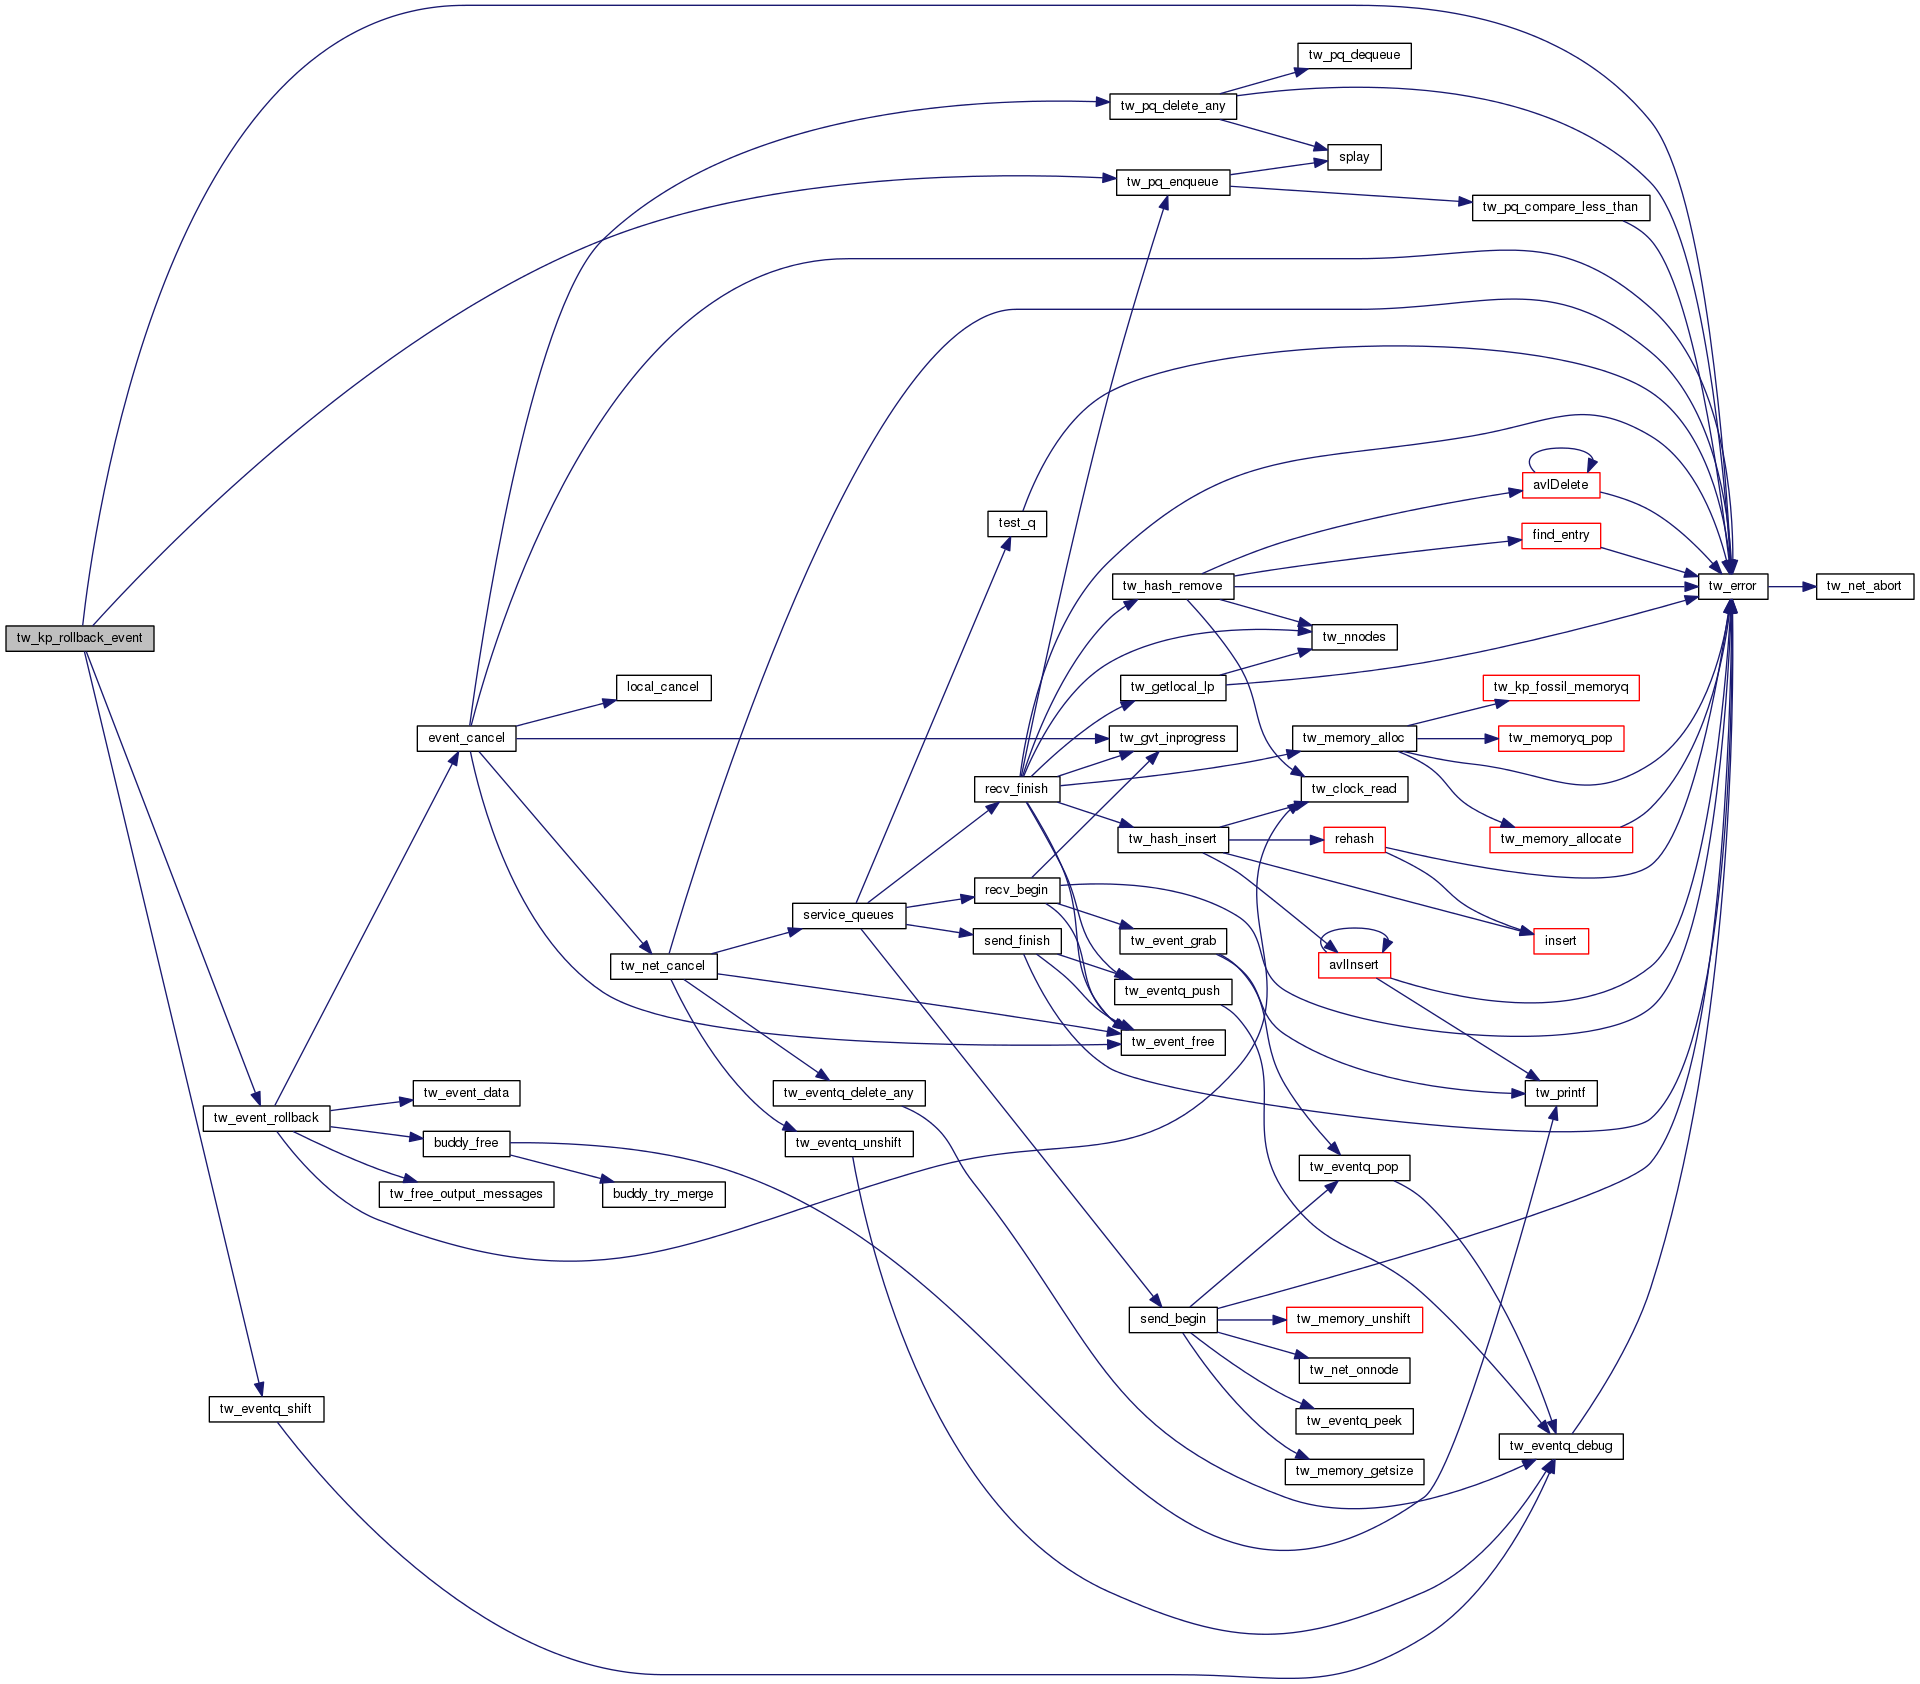 tw_pq_dequeue
tw_pq_delete_any
splay
tw_pq_enqueue
tw_pq_compare_less_than
avlDelete
test_q
find_entry
tw_hash_remove
tw_error
tw_net_abort
tw_kp_rollback_event
tw_nnodes
local_cancel
tw_getlocal_lp
tw_kp_fossil_memoryq
event_cancel
tw_gvt_inprogress
tw_memory_alloc
tw_memoryq_pop
recv_finish
tw_clock_read
tw_hash_insert
rehash
tw_memory_allocate
recv_begin
service_queues
send_finish
tw_event_grab
insert
tw_net_cancel
avlInsert
tw_eventq_push
tw_event_free
tw_event_data
tw_eventq_delete_any
tw_printf
tw_event_rollback
buddy_free
tw_eventq_unshift
tw_eventq_pop
tw_free_output_messages
buddy_try_merge
send_begin
tw_memory_unshift
tw_net_onnode
tw_eventq_shift
tw_eventq_peek
tw_eventq_debug
tw_memory_getsize